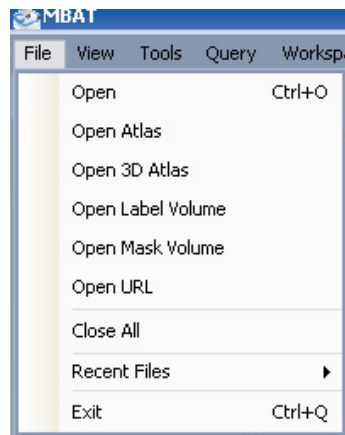 MBAT
File View Tools Query Worksp
Open Ctrl+O
Open Atlas
Open 3D Atlas
Open Label Volume
Open Mask Volume
Open URL
Close All
Recent Files
Exit Ctrl+Q